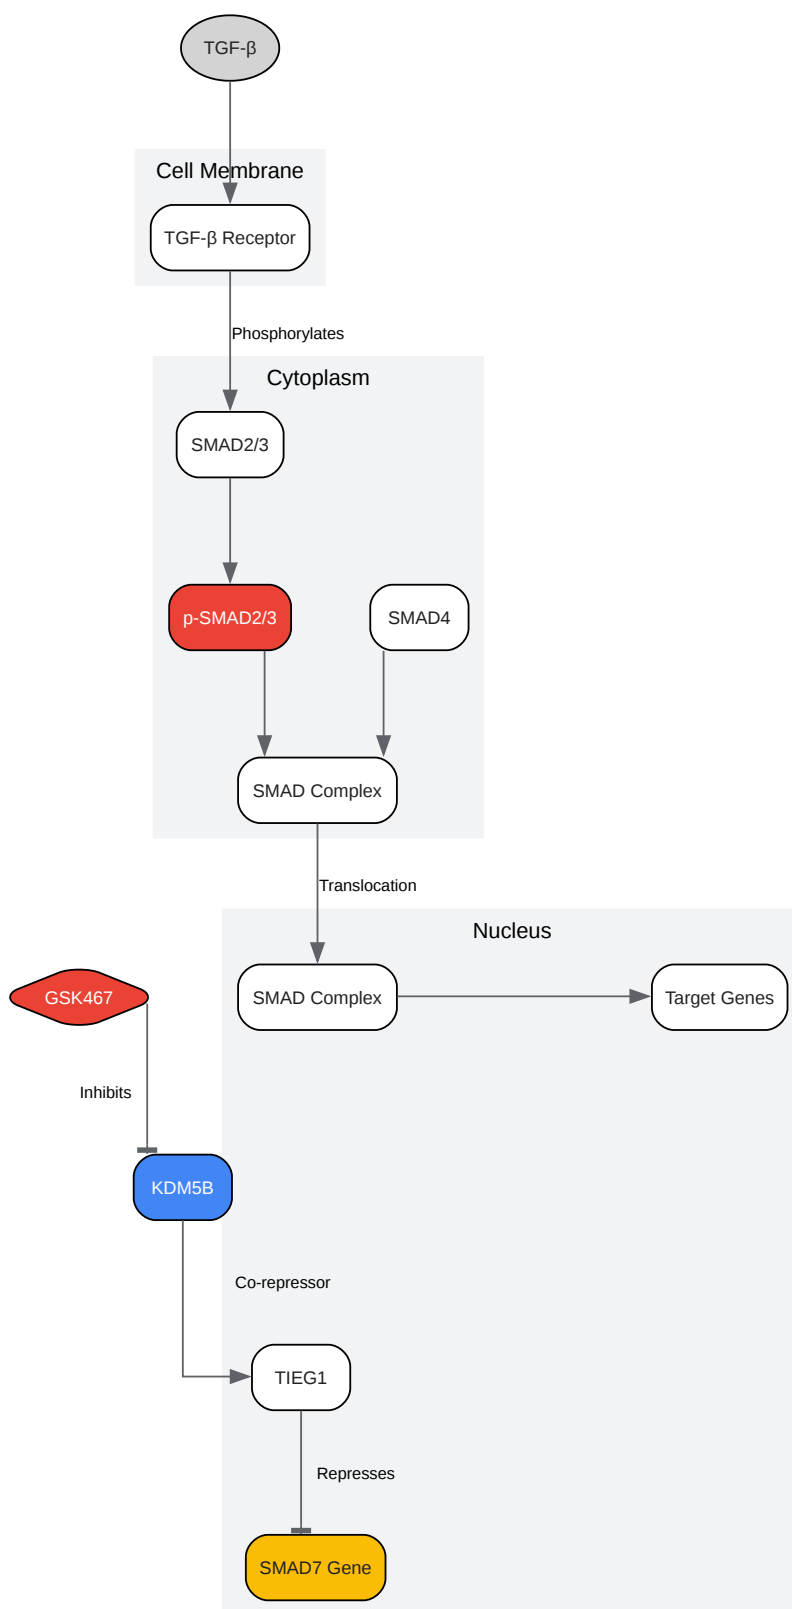 TGF-β
Cell Membrane
TGF-β Receptor
Phosphorylates
Cytoplasm
SMAD2/3
p-SMAD2/3
SMAD4
SMAD Complex
Translocation
Nucleus
GSK467
SMAD Complex
Target Genes
Inhibits
KDM5B
Co-repressor
TIEG1
Represses
SMAD7 Gene